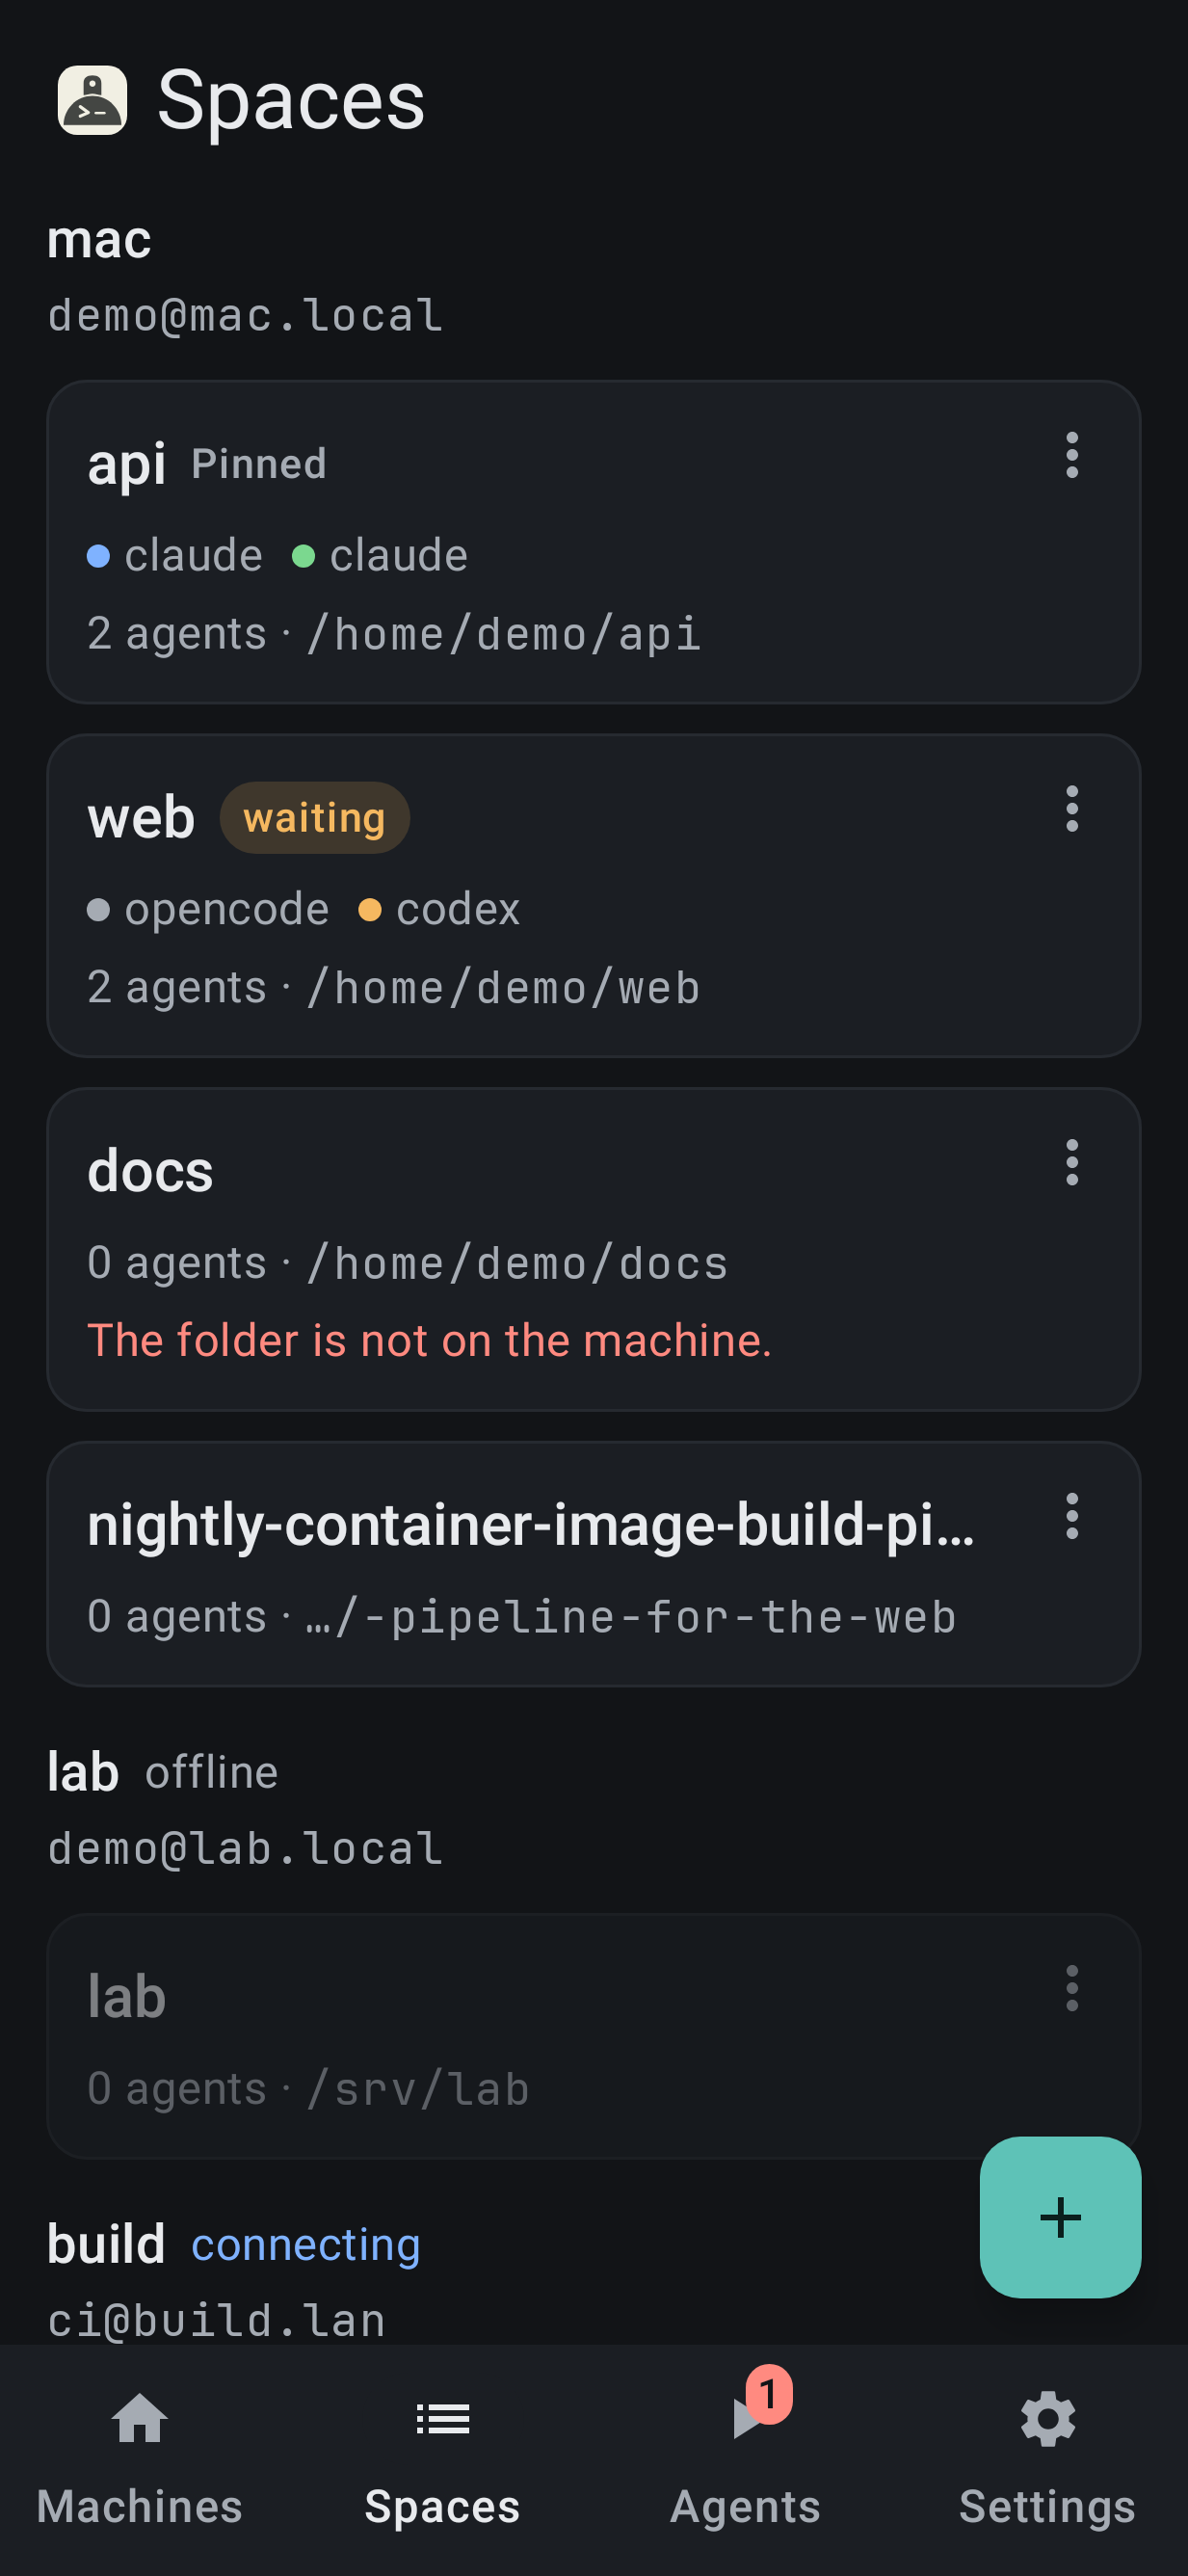 Spaces
mac
demo@mac.local
api Pinned
claude claude
2 agents · /home/demo/api
web waiting
opencode codex
2 agents · /home/demo/web
docs
0 agents · /home/demo/docs
The folder is not on the machine.
nightly-container-image-build-pi…
0 agents · …/-pipeline-for-the-web
lab offline
demo@lab.local
lab
0 agents · /srv/lab
build connecting
ci@build.lan
1
Machines Spaces Agents Settings